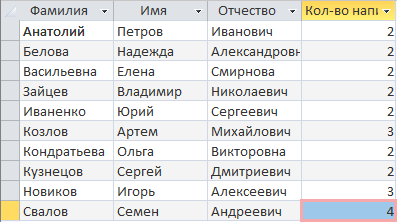 Фамилия Имя Отчество Кол-во напи
Анатолий Петров Иванович 2
Белова Надежда Александровн 2
Васильевна Елена Смирнова 2
Зайцев Владимир Николаевич 2
Иваненко Юрий Сергеевич 2
Козлов Артем Михайлович 3
Кондратьева Ольга Викторовна 2
Кузнецов Сергей Дмитриевич 2
Новиков Игорь Алексеевич 3
Свалов Семен Андреевич 4